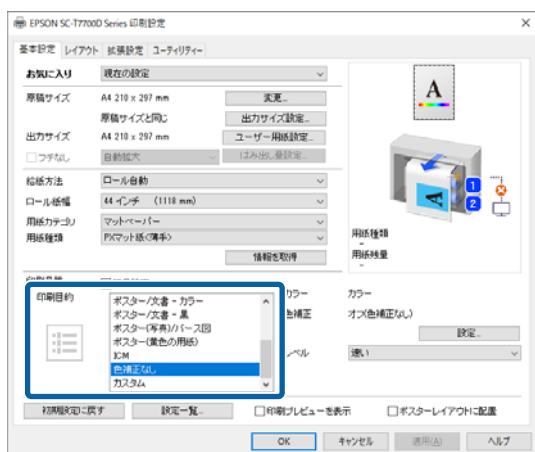 EPSON SC-T7700D Series 印刷設定
基本設定 レイアウト 拡張設定 ユーティリティー
お気に入り 現在の設定
原稿サイズ A4 210 x 297 mm 変更...
原稿サイズと同じ 出力サイズ設定...
出力サイズ A4 210 x 297 mm ユーザー用紙設定...
フチなし 自動拡大 はみ出し量設定...
給紙方法 ロール自動
ロール紙幅 44 インチ (1118 mm)
用紙カテゴリ マットペーパー
用紙種類 PXマット紙<薄手>
情報を取得
A
1
2
用紙種類
-
用紙残量
-
印刷目的
ポスター/文書 - カラー
ポスター/文書 - 黒
ポスター(写真)/パース図
ポスター(黄色の用紙)
ICM
色補正なし
カスタム
カラー カラー
色補正 オフ(色補正なし)
設定...
レベル 速い
初期設定に戻す 設定一覧... 印刷プレビューを表示 ポスターレイアウトに配置
OK キャンセル 適用(A) ヘルプ